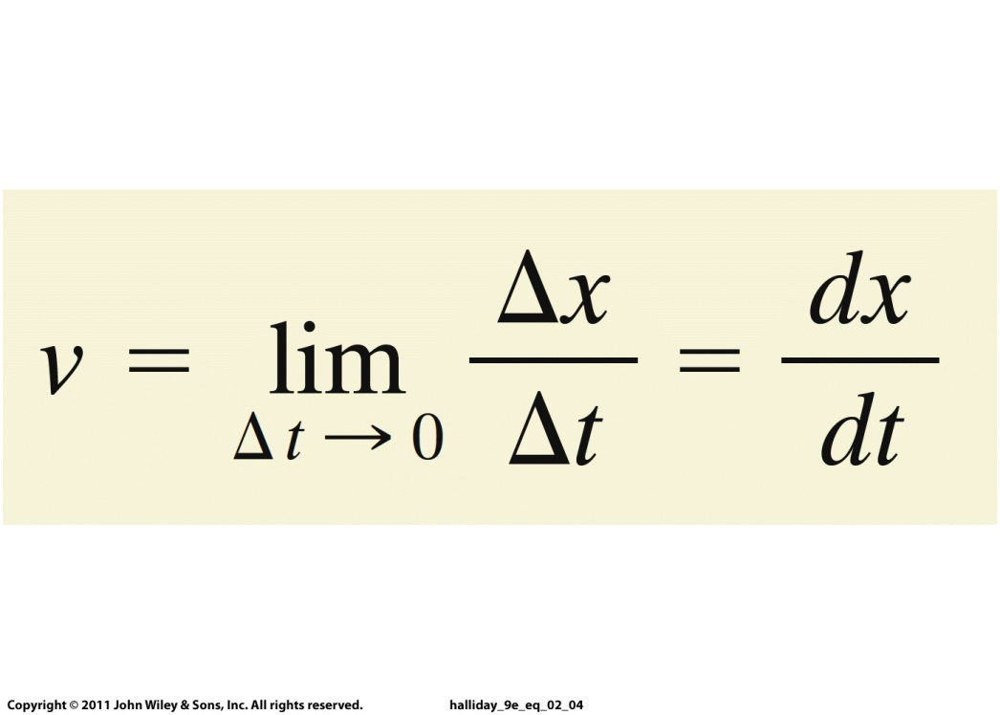 v = lim Δt → 0 Δx/Δt = dx/dt
Copyright © 2011 John Wiley & Sons, Inc. All rights reserved. halliday_9e_eq_02_04